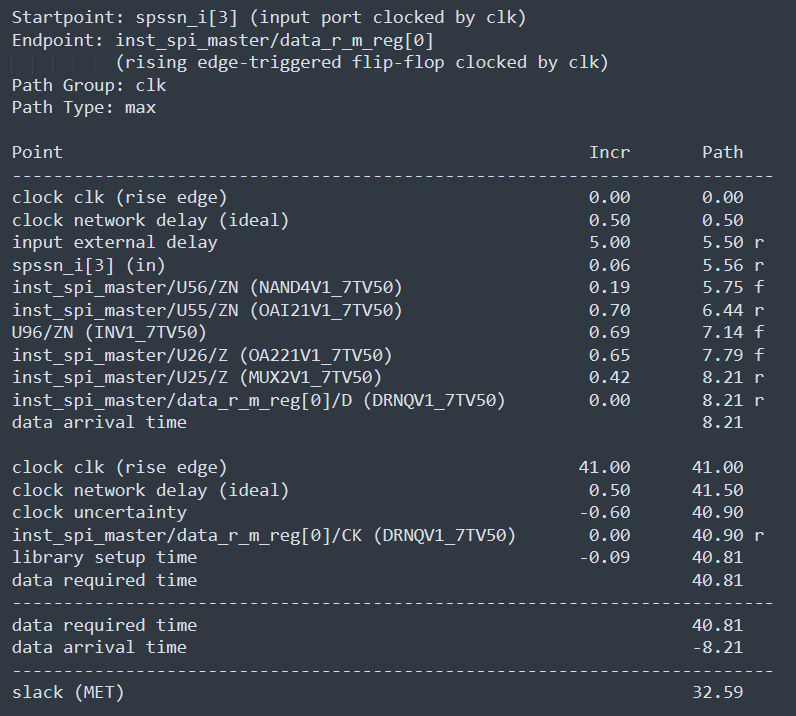 Startpoint: spssn_i[3] (input port clocked by clk)
Endpoint: inst_spi_master/data_r_m_reg[0]
(rising edge-triggered flip-flop clocked by clk)
Path Group: clk
Path Type: max
Point Incr Path
--------------------------------------------------------------------------
clock clk (rise edge) 0.00 0.00
clock network delay (ideal) 0.50 0.50
input external delay 5.00 5.50 r
spssn_i[3] (in) 0.06 5.56 r
inst_spi_master/U56/ZN (NAND4V1_7TV50) 0.19 5.75 f
inst_spi_master/U55/ZN (OAI21V1_7TV50) 0.70 6.44 r
U96/ZN (INV1_7TV50) 0.69 7.14 f
inst_spi_master/U26/Z (OA221V1_7TV50) 0.65 7.79 f
inst_spi_master/U25/Z (MUX2V1_7TV50) 0.42 8.21 r
inst_spi_master/data_r_m_reg[0]/D (DRNQV1_7TV50) 0.00 8.21 r
data arrival time 8.21
clock clk (rise edge) 41.00 41.00
clock network delay (ideal) 0.50 41.50
clock uncertainty -0.60 40.90
inst_spi_master/data_r_m_reg[0]/CK (DRNQV1_7TV50) 0.00 40.90 r
library setup time -0.09 40.81
data required time 40.81
--------------------------------------------------------------------------
data required time 40.81
data arrival time -8.21
--------------------------------------------------------------------------
slack (MET) 32.59